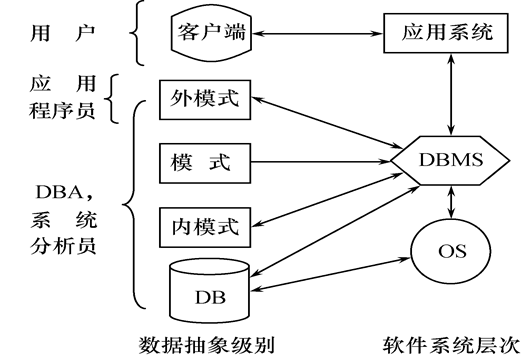 用 户
客户端
应用系统
应 用
程序员
外模式
模 式
DBMS
DBA，
系 统
分析员
内模式
OS
DB
数据抽象级别
软件系统层次